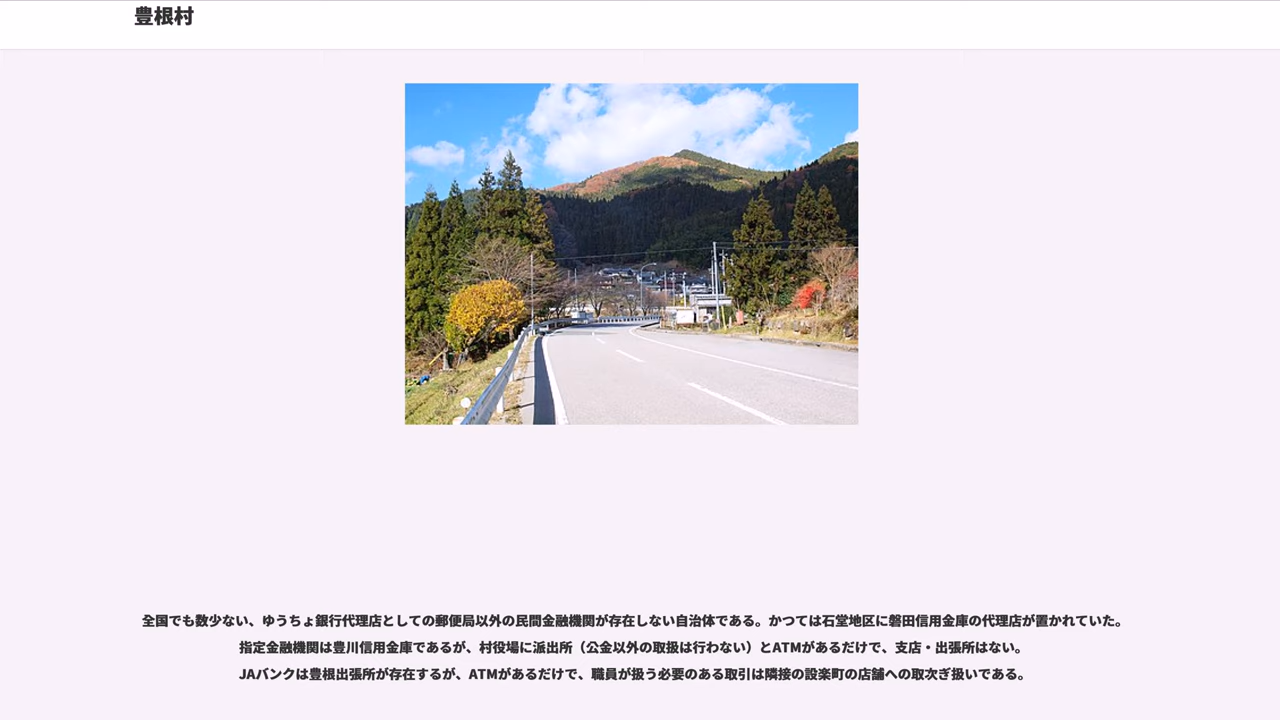 豊根村
全国でも数少ない、ゆうちょ銀行代理店としての郵便局以外の民間金融機関が存在しない自治体である。かつては石堂地区に磐田信用金庫の代理店が置かれていた。
指定金融機関は豊川信用金庫であるが、村役場に派出所（公金以外の取扱は行わない）とATMがあるだけで、支店・出張所はない。
JAバンクは豊根出張所が存在するが、ATMがあるだけで、職員が扱う必要のある取引は隣接の設楽町の店舗への取次ぎ扱いである。